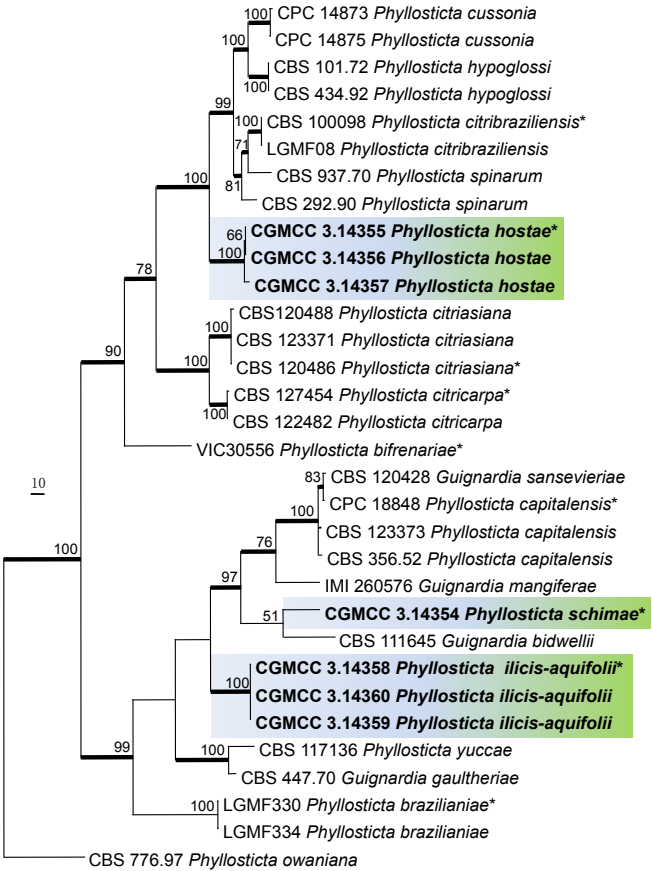 100
CPC 14873 Phyllosticta cussonia
CPC 14875 Phyllosticta cussonia
100
CBS 101.72 Phyllosticta hypoglossi
100
CBS 434.92 Phyllosticta hypoglossi
99
100
CBS 100098 Phyllosticta citribraziliensis*
71
LGMF08 Phyllosticta citribraziliensis
81
CBS 937.70 Phyllosticta spinarum
100
CBS 292.90 Phyllosticta spinarum
66
CGMCC 3.14355 Phyllosticta hostae*
100
CGMCC 3.14356 Phyllosticta hostae
78
CGMCC 3.14357 Phyllosticta hostae
CBS120488 Phyllosticta citriasiana
100
CBS 123371 Phyllosticta citriasiana
90
100
CBS 120486 Phyllosticta citriasiana*
CBS 127454 Phyllosticta citricarpa*
100
CBS 122482 Phyllosticta citricarpa
VIC30556 Phyllosticta bifrenariae*
10
83
CBS 120428 Guignardia sansevieriae
CPC 18848 Phyllosticta capitalensis*
100
CBS 123373 Phyllosticta capitalensis
76
100
CBS 356.52 Phyllosticta capitalensis
97
IMI 260576 Guignardia mangiferae
51
CGMCC 3.14354 Phyllosticta schimae*
CBS 111645 Guignardia bidwellii
CGMCC 3.14358 Phyllosticta ilicis-aquifolii*
100
CGMCC 3.14360 Phyllosticta ilicis-aquifolii
CGMCC 3.14359 Phyllosticta ilicis-aquifolii
99
100
CBS 117136 Phyllosticta yuccae
CBS 447.70 Guignardia gaultheriae
100
LGMF330 Phyllosticta brazilianiae*
LGMF334 Phyllosticta brazilianiae
CBS 776.97 Phyllosticta owaniana